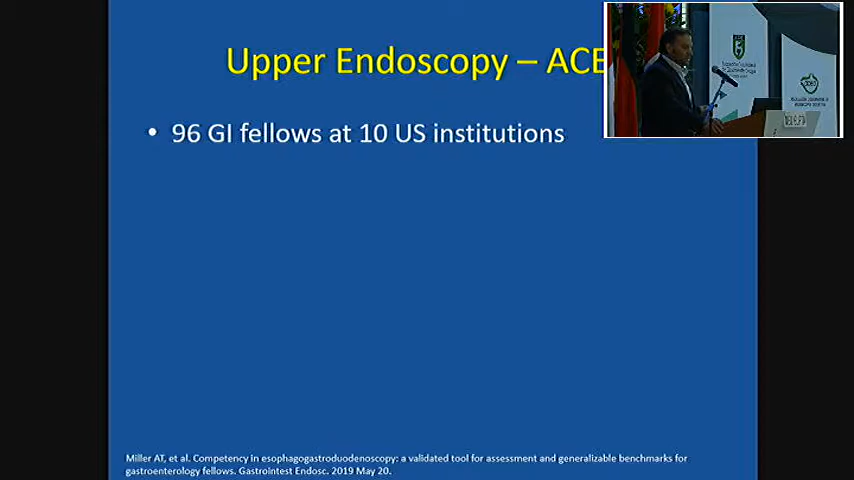 Upper Endoscopy – ACE
• 96 GI fellows at 10 US institutions
Miller AT, et al. Competency in esophagogastroduodenoscopy: a validated tool for assessment and generalizable benchmarks for
gastroenterology fellows. Gastrointest Endosc. 2019 May 20.